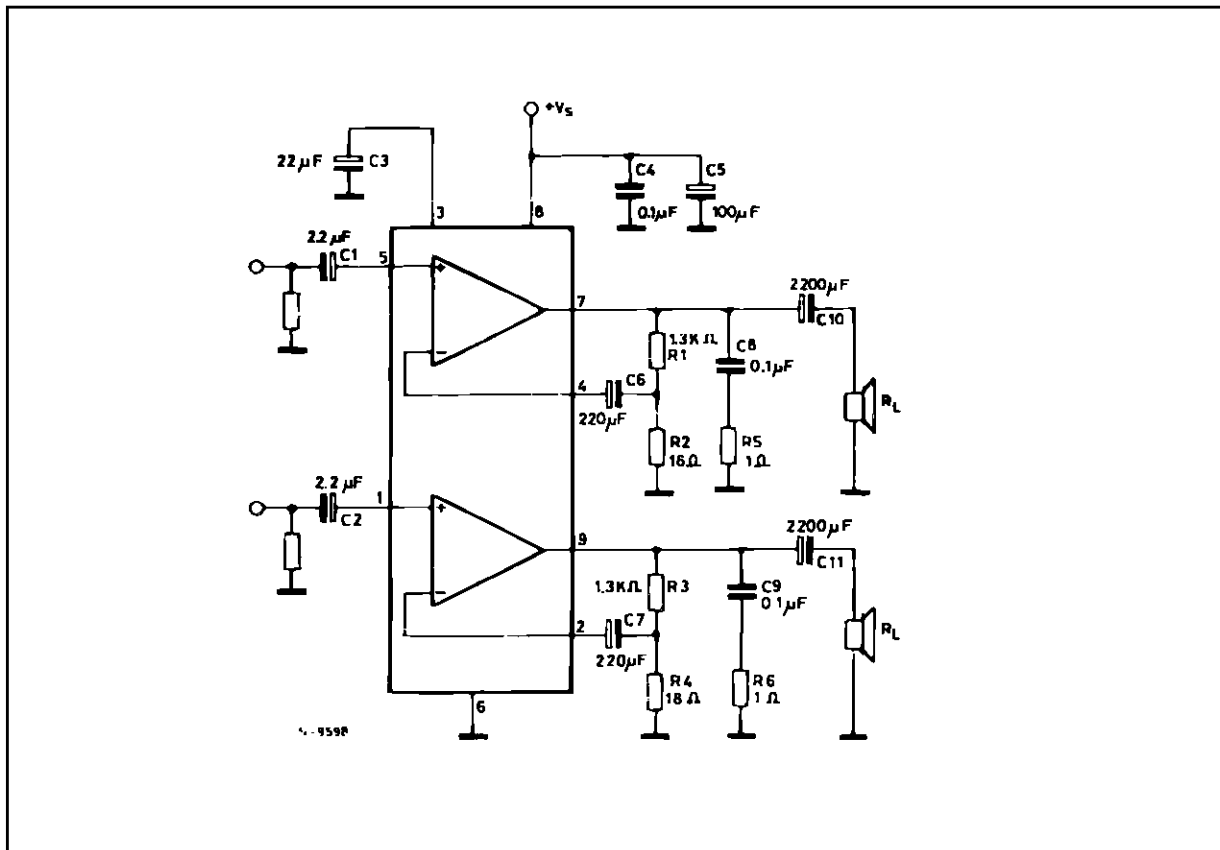 +Vs
22µF
C3
C4
C5
0.1µF
100µF
3
8
2.2µF
C1
5
7
2200µF
C10
+
1.3KΩ
R1
C8
0.1µF
−
4
C6
220µF
RL
R2
R5
1Ω
2.2µF
1
C2
+
9
2200µF
C11
1.3KΩ
R3
C9
0.1µF
−
2
C7
220µF
RL
R4
18Ω
R6
1Ω
6